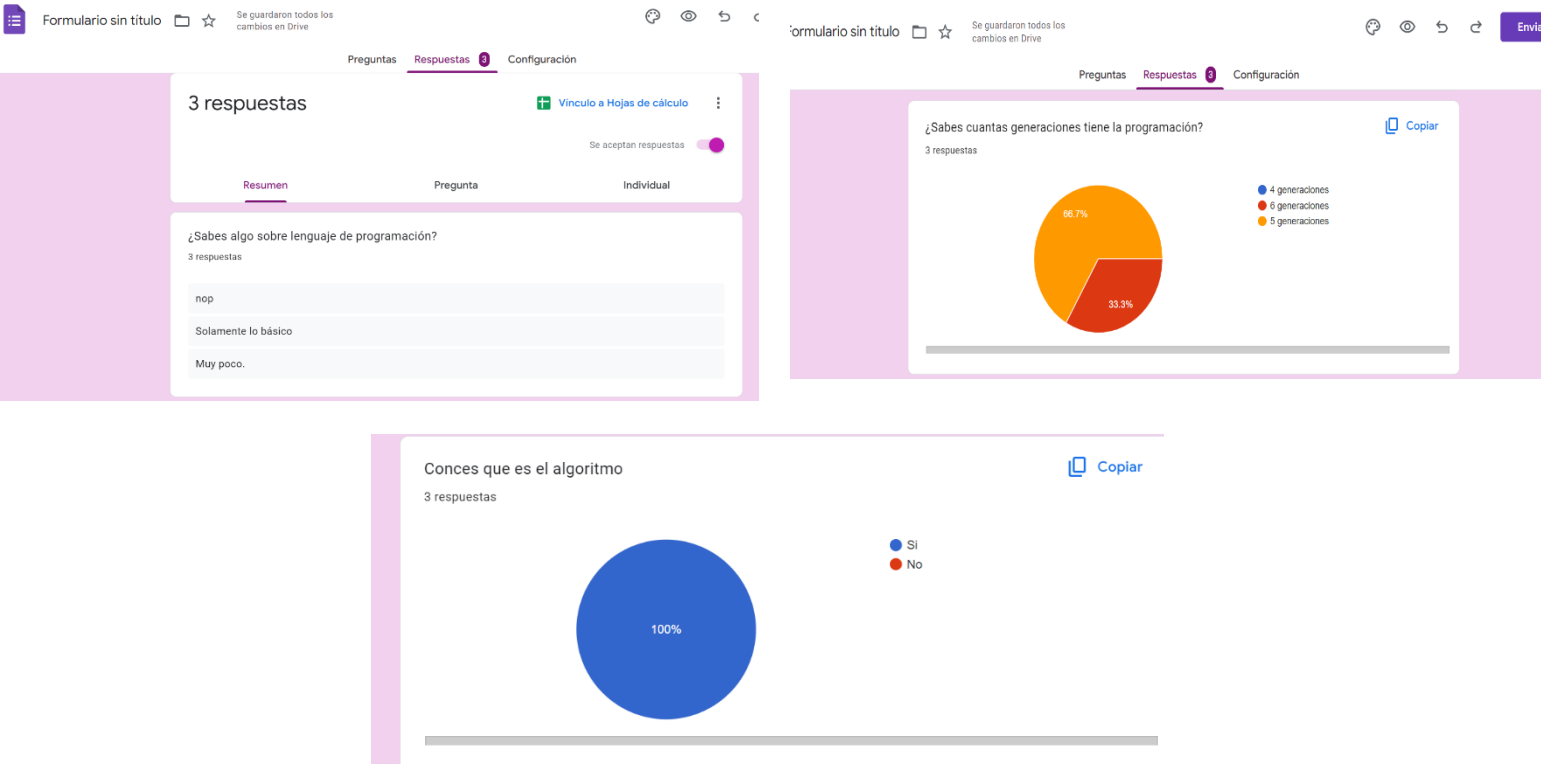 Formulario sin título
Se guardaron todos los
cambios en Drive
Preguntas Respuestas 3 Configuración
3 respuestas
Vínculo a Hojas de cálculo
Se aceptan respuestas
Resumen Pregunta Individual
¿Sabes algo sobre lenguaje de programación?
3 respuestas
nop
Solamente lo básico
Muy poco.
Formulario sin título
Se guardaron todos los
cambios en Drive
Envia
Preguntas Respuestas 3 Configuración
¿Sabes cuantas generaciones tiene la programación?
Copiar
3 respuestas
66.7%
33.3%
4 generaciones
6 generaciones
5 generaciones
Conces que es el algoritmo
Copiar
3 respuestas
100%
Si
No